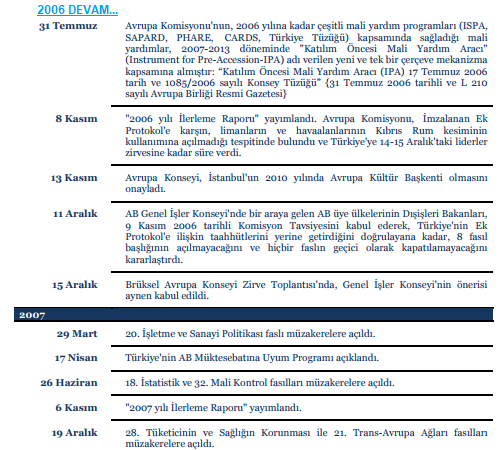 2006 DEVAM...
31 Temmuz
Avrupa Komisyonu'nun, 2006 yılına kadar çeşitli mali yardım programları (ISPA,
SAPARD, PHARE, CARDS, Türkiye Tüzüğü) kapsamında sağladığı mali
yardımlar, 2007-2013 döneminde "Katılım Öncesi Mali Yardım Aracı"
(Instrument for Pre-Accession-IPA) adı verilen yeni ve tek bir çerçeve mekanizma
kapsamına almıştır: "Katılım Öncesi Mali Yardım Aracı (IPA) 17 Temmuz 2006
tarih ve 1085/2006 sayılı Konsey Tüzüğü" {31 Temmuz 2006 tarihli ve L 210
sayılı Avrupa Birliği Resmi Gazetesi}
8 Kasım
"2006 yıl İlerleme Raporu" yayımlandı. Avrupa Komisyonu, İmzalanan Ek
Protokol'e karşın, limanların ve havaalanlarının Kıbrıs Rum kesiminin
kullanımına açılmadığı tespitinde bulundu ve Türkiye'ye 14-15 Aralık'taki liderler
zirvesine kadar süre verdi.
13 Kasım
Avrupa Konseyi, İstanbul'un 2010 yılında Avrupa Kültür Başkenti olmasını
onayladı.
11 Aralık
AB Genel İşler Konseyi'nde bir araya gelen AB üye ülkelerinin Dışişleri Bakanları,
9 Kasım 2006 tarihli Komisyon Tavsiyesini kabul ederek, Türkiye'nin Ek
Protokol'e ilişkin taahhütlerini yerine getirdiğini doğrulayana kadar, 8 fasıl
başlığının açılmayacağını ve hiçbir faslın geçici olarak kapatılamayacağını
kararlaştırdı.
15 Aralık
Brüksel Avrupa Konseyi Zirve Toplantısı'nda, Genel İşler Konseyi'nin önerisi
aynen kabul edildi.
2007
29 Mart
20. İşletme ve Sanayi Politikası faslı müzakerelere açıldı.
17 Nisan
Türkiye'nin AB Müktesebatına Uyum Programı açıklandı.
26 Haziran
18. İstatistik ve 32. Mali Kontrol fasılları müzakerelere açıldı.
6 Kasım
"2007 yılı İlerleme Raporu" yayımlandı.
19 Aralık
28. Tüketicinin ve Sağlığın Korunması ile 21. Trans-Avrupa Ağları fasılları
müzakerelere açıldı.